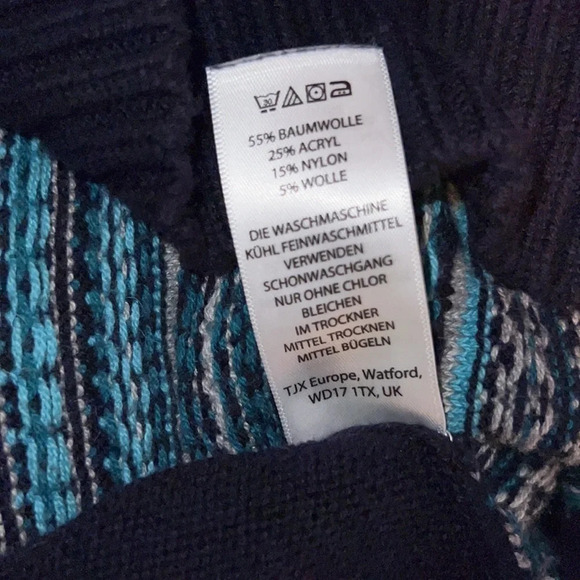 30
55% BAUMWOLLE
25% ACRYL
15% NYLON
5% WOLLE
DIE WASCHMASCHINE
KÜHL FEINWASCHMITTEL
VERWENDEN
SCHONWASCHGANG
NUR OHNE CHLOR
BLEICHEN
IM TROCKNER
MITTEL TROCKNEN
MITTEL BÜGELN
TJX Europe, Watford,
WD17 1TX, UK